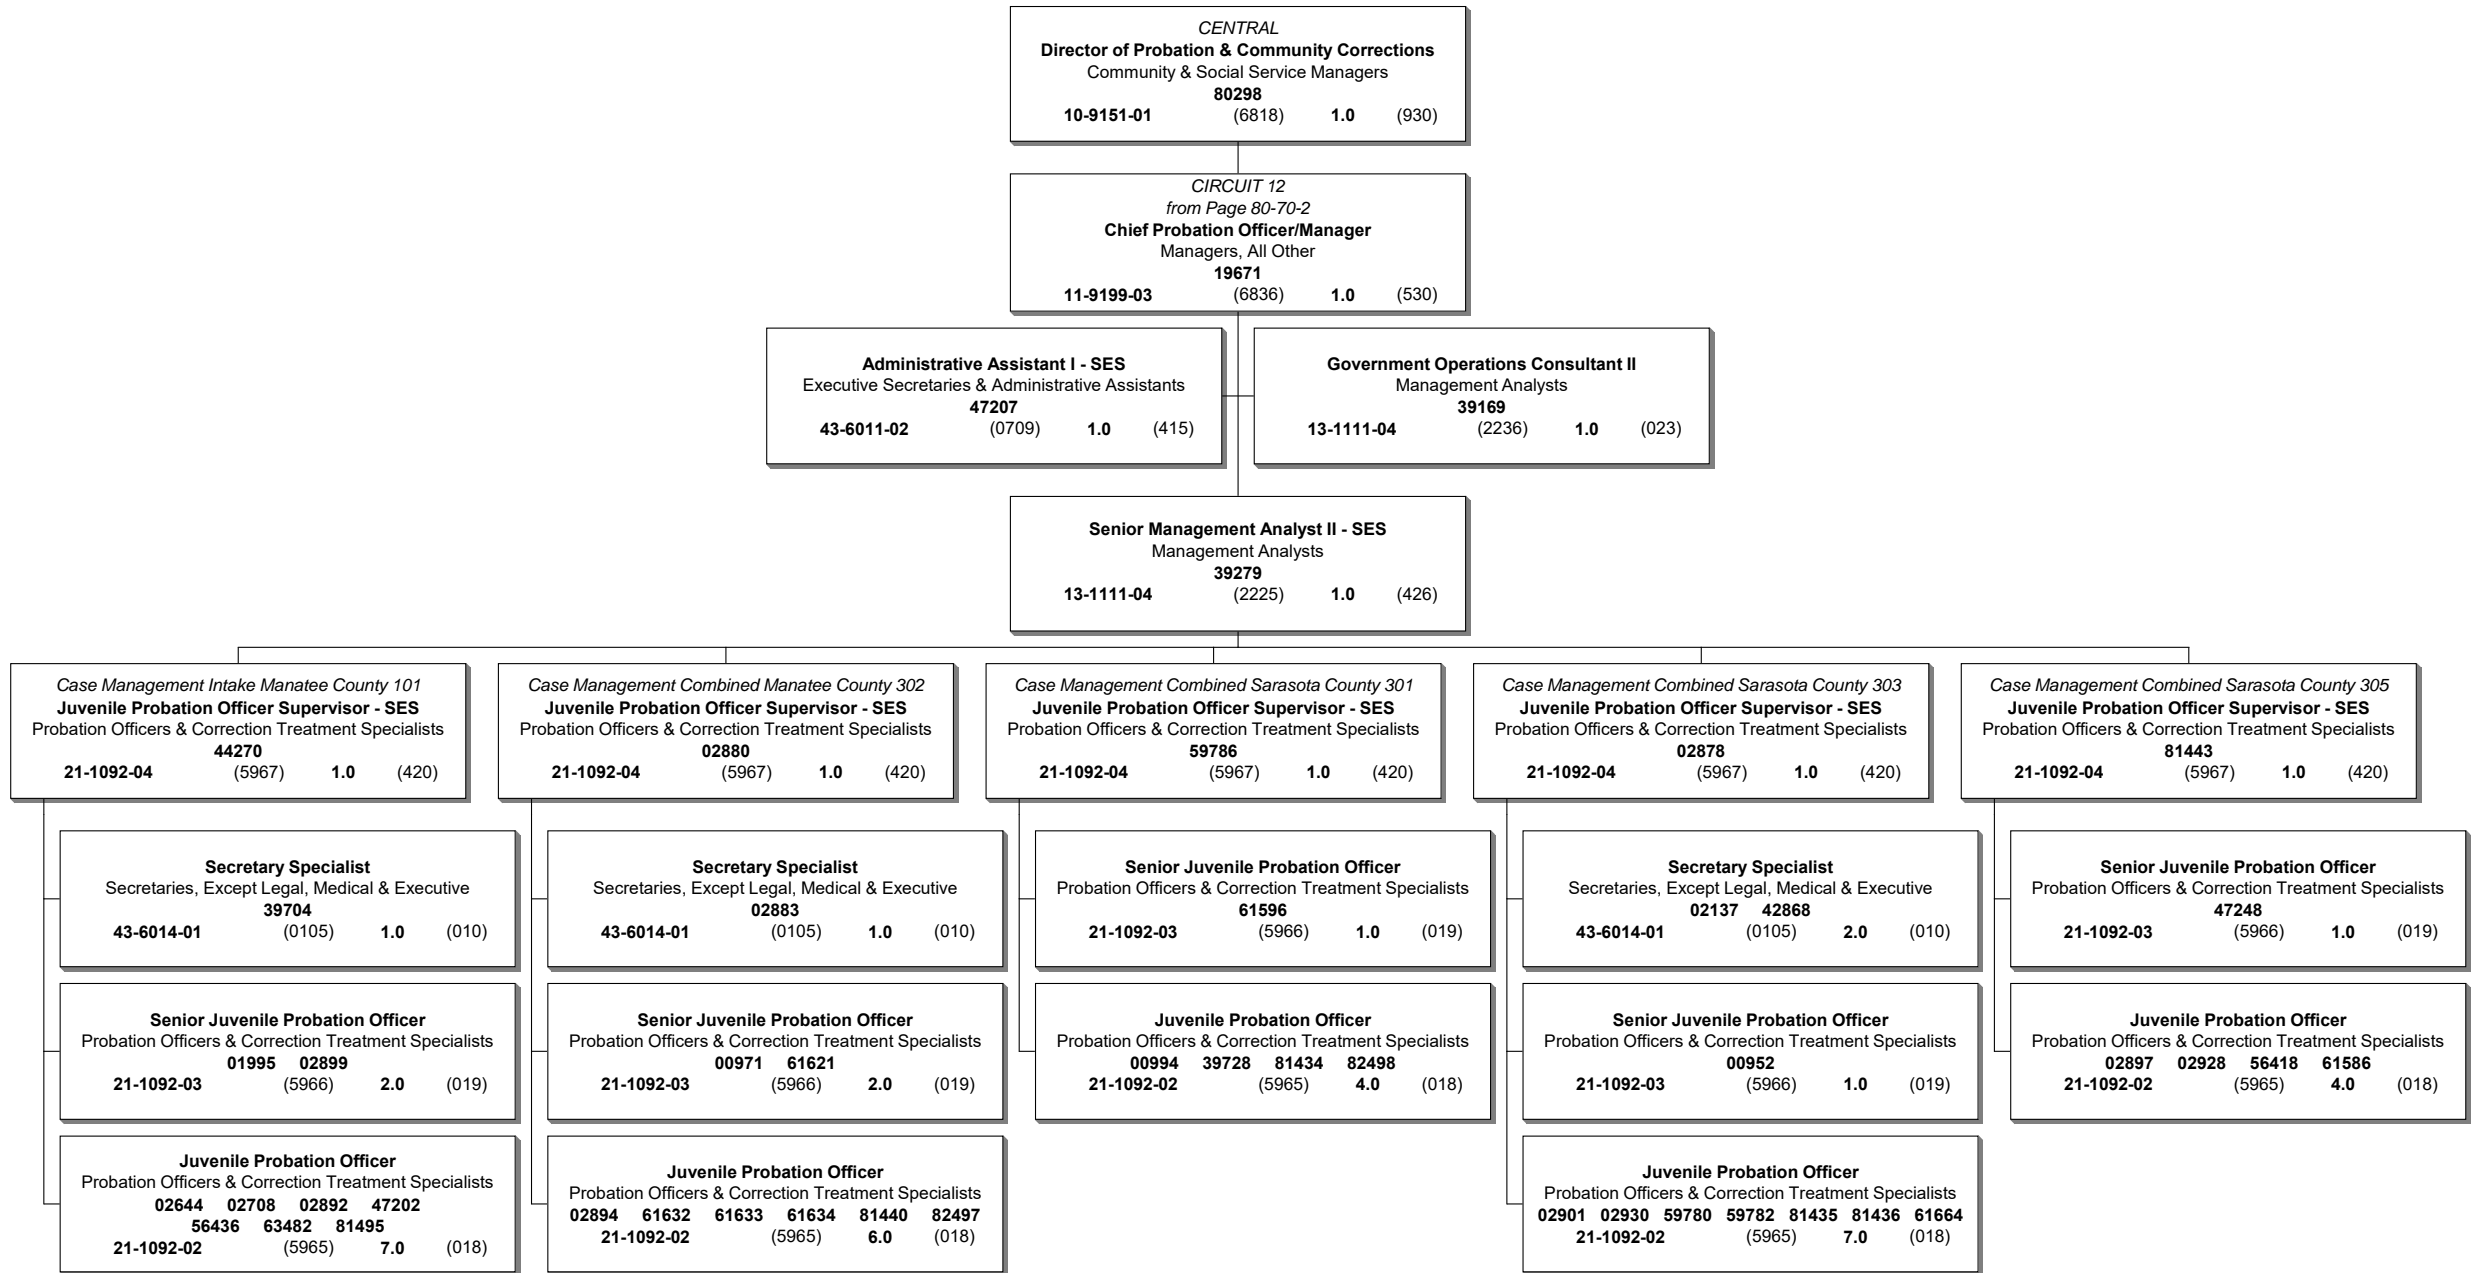 CENTRAL
Director of Probation & Community Corrections
Community & Social Service Managers
80298
10-9151-01 (6818) 1.0 (930)
CIRCUIT 12
from Page 80-70-2
Chief Probation Officer/Manager
Managers, All Other
19671
11-9199-03 (6836) 1.0 (530)
Administrative Assistant I - SES
Executive Secretaries & Administrative Assistants
47207
43-6011-02 (0709) 1.0 (415)
Government Operations Consultant II
Management Analysts
39169
13-1111-04 (2236) 1.0 (023)
Senior Management Analyst II - SES
Management Analysts
39279
13-1111-04 (2225) 1.0 (426)
Case Management Intake Manatee County 101
Juvenile Probation Officer Supervisor - SES
Probation Officers & Correction Treatment Specialists
44270
21-1092-04 (5967) 1.0 (420)
Secretary Specialist
Secretaries, Except Legal, Medical & Executive
39704
43-6014-01 (0105) 1.0 (010)
Senior Juvenile Probation Officer
Probation Officers & Correction Treatment Specialists
01995 02899
21-1092-03 (5966) 2.0 (019)
Juvenile Probation Officer
Probation Officers & Correction Treatment Specialists
02644 02708 02892 47202
56436 63482 81495
21-1092-02 (5965) 7.0 (018)
Case Management Combined Manatee County 302
Juvenile Probation Officer Supervisor - SES
Probation Officers & Correction Treatment Specialists
02880
21-1092-04 (5967) 1.0 (420)
Secretary Specialist
Secretaries, Except Legal, Medical & Executive
02883
43-6014-01 (0105) 1.0 (010)
Senior Juvenile Probation Officer
Probation Officers & Correction Treatment Specialists
00971 61621
21-1092-03 (5966) 2.0 (019)
Juvenile Probation Officer
Probation Officers & Correction Treatment Specialists
02894 61632 61633 61634 81440 82497
21-1092-02 (5965) 6.0 (018)
Case Management Combined Sarasota County 301
Juvenile Probation Officer Supervisor - SES
Probation Officers & Correction Treatment Specialists
59786
21-1092-04 (5967) 1.0 (420)
Senior Juvenile Probation Officer
Probation Officers & Correction Treatment Specialists
61596
21-1092-03 (5966) 1.0 (019)
Juvenile Probation Officer
Probation Officers & Correction Treatment Specialists
00994 39728 81434 82498
21-1092-02 (5965) 4.0 (018)
Case Management Combined Sarasota County 303
Juvenile Probation Officer Supervisor - SES
Probation Officers & Correction Treatment Specialists
02878
21-1092-04 (5967) 1.0 (420)
Secretary Specialist
Secretaries, Except Legal, Medical & Executive
02137 42868
43-6014-01 (0105) 2.0 (010)
Senior Juvenile Probation Officer
Probation Officers & Correction Treatment Specialists
00952
21-1092-03 (5966) 1.0 (019)
Juvenile Probation Officer
Probation Officers & Correction Treatment Specialists
02901 02930 59780 59782 81435 81436 61664
21-1092-02 (5965) 7.0 (018)
Case Management Combined Sarasota County 305
Juvenile Probation Officer Supervisor - SES
Probation Officers & Correction Treatment Specialists
81443
21-1092-04 (5967) 1.0 (420)
Senior Juvenile Probation Officer
Probation Officers & Correction Treatment Specialists
47248
21-1092-03 (5966) 1.0 (019)
Juvenile Probation Officer
Probation Officers & Correction Treatment Specialists
02897 02928 56418 61586
21-1092-02 (5965) 4.0 (018)